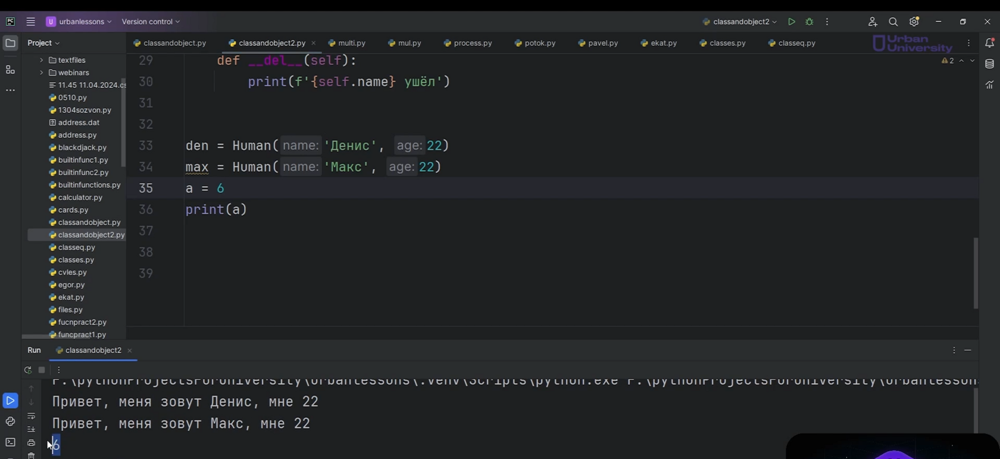 PC
U urbanlessons
Version control
classandobject2
Project
classandobject.py
classandobject2.py
multi.py
mul.py
process.py
potok.py
pavel.py
ekat.py
classes.py
classeq.py
Urban University
textfiles
webinars
11.45 11.04.2024.cs
0510.py
1304sozvon.py
address.dat
address.py
blackdjack.py
builtinfunc1.py
builtinfunc2.py
builtinfunctions.py
calculator.py
cards.py
classandobject.py
classandobject2.py
classeq.py
classes.py
cvles.py
egor.py
ekat.py
files.py
fucnpract2.py
funcpract1.py
29 def __del__(self):
30 print(f'{self.name} ушёл')
31
32
33 den = Human( name: 'Денис', age: 22)
34 max = Human( name: 'Макс', age: 22)
35 a = 6
36 print(a)
37
38
39
2
Run
classandobject2
F:\pythonProjectsForUniversity\Urbanlessons\.venv\Scripts\python.exe F:\pythonProjectsForUniversity\Urbanlessons
Привет, меня зовут Денис, мне 22
Привет, меня зовут Макс, мне 22
6